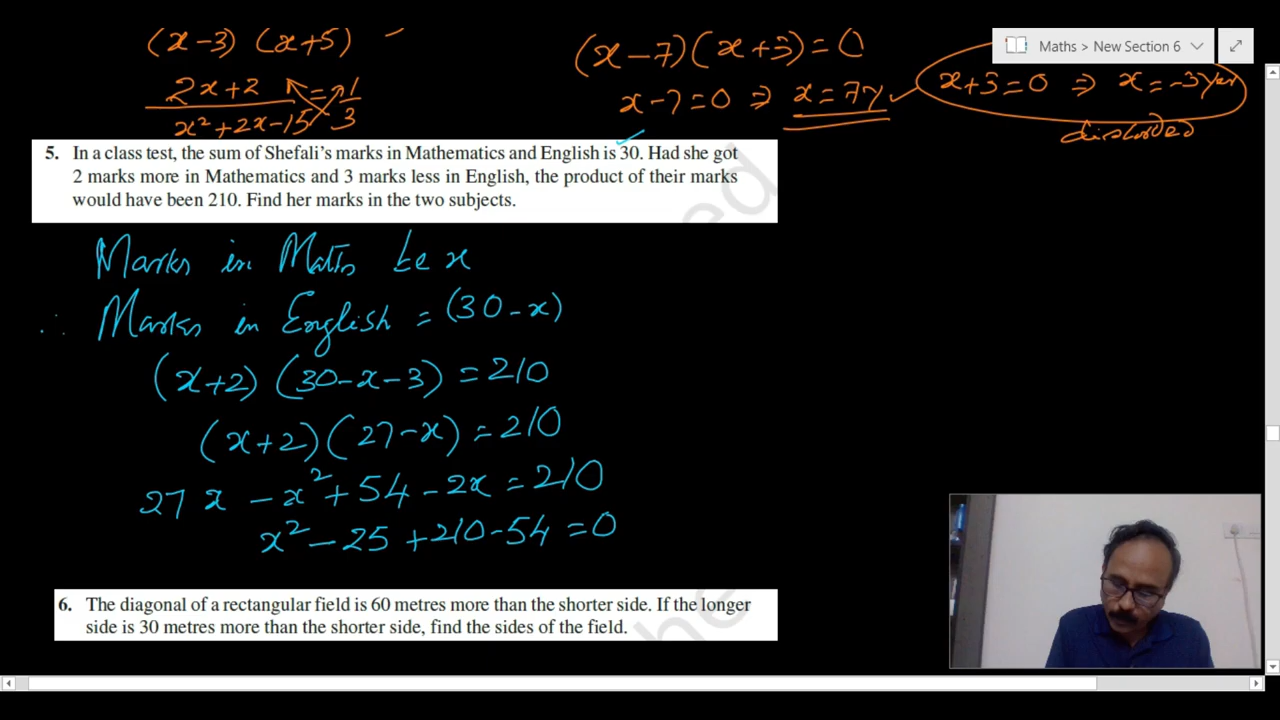 (x-3) (x+5)
2x+2 = 1
x²+2x-15 3
(x-7)(x+3)=0
x-7=0 ⇒ x=7y
Maths > New Section 6
x+3=0 ⇒ x=-3
discarded
5. In a class test, the sum of Shefali's marks in Mathematics and English is 30. Had she got
2 marks more in Mathematics and 3 marks less in English, the product of their marks
would have been 210. Find her marks in the two subjects.
Marks in Maths be x
∴ Marks in English = (30-x)
(x+2) (30-x-3) = 210
(x+2)(27-x) = 210
27x - x² + 54 - 2x = 210
x² - 25 + 210 - 54 = 0
6. The diagonal of a rectangular field is 60 metres more than the shorter side. If the longer
side is 30 metres more than the shorter side, find the sides of the field.